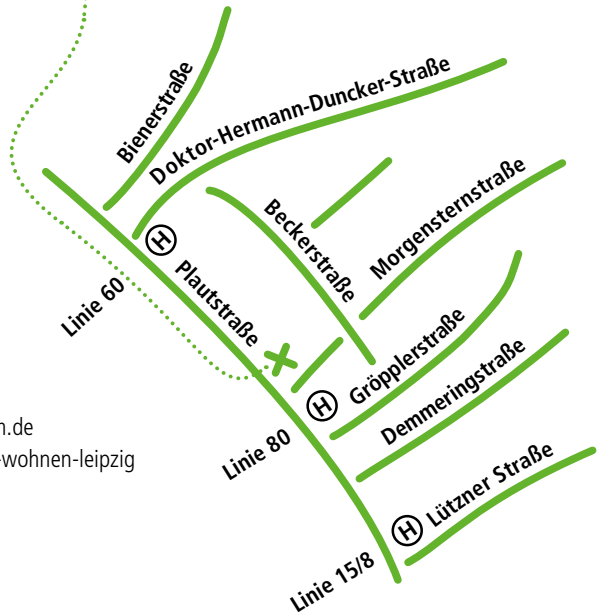 Bienerstraße
Doktor-Hermann-Duncker-Straße
Beckerstraße
Morgensternstraße
H
Plautstraße
Linie 60
Gröpplerstraße
H
Demmeringstraße
n.de
Linie 80
-wohnen-leipzig
Lützner Straße
H
Linie 15/8